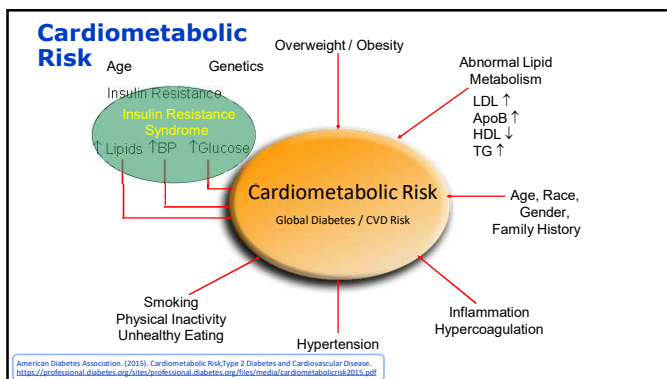 Cardiometabolic
Risk
Age Genetics
Insulin Resistance
Insulin Resistance
Syndrome
↑ Lipids ↑BP ↑Glucose
Overweight / Obesity
Abnormal Lipid
Metabolism
LDL ↑
ApoB ↑
HDL ↓
TG ↑
Cardiometabolic Risk
Global Diabetes / CVD Risk
Age, Race,
Gender,
Family History
Smoking
Physical Inactivity
Unhealthy Eating
Hypertension
Inflammation
Hypercoagulation
American Diabetes Association. (2015). Cardiometabolic Risk,Type 2 Diabetes and Cardiovascular Disease.
https://professional.diabetes.org/sites/professional.diabetes.org/files/media/cardiometabolicrisk2015.pdf